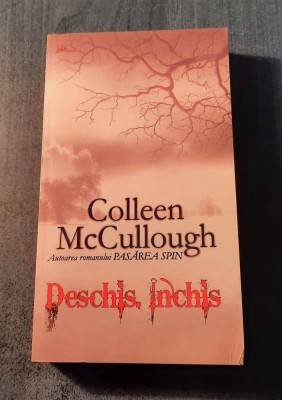 Colleen
McCullough
Autoarea romanului PASĂREA SPIN
Deschis, închis